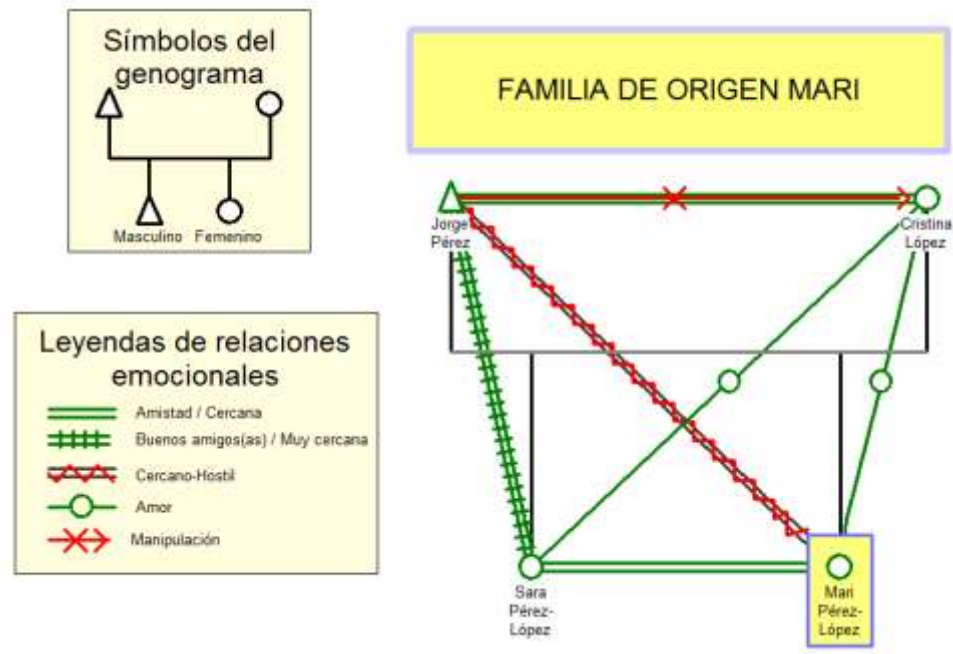 Símbolos del
genograma
Masculino Femenino
FAMILIA DE ORIGEN MARI
Jorge
Pérez
Cristina
López
Leyendas de relaciones
emocionales
Amistad / Cercana
Buenos amigos(as) / Muy cercana
Cercano-Hostil
Amor
Manipulación
Sara
Pérez-
López
Mari
Pérez-
López